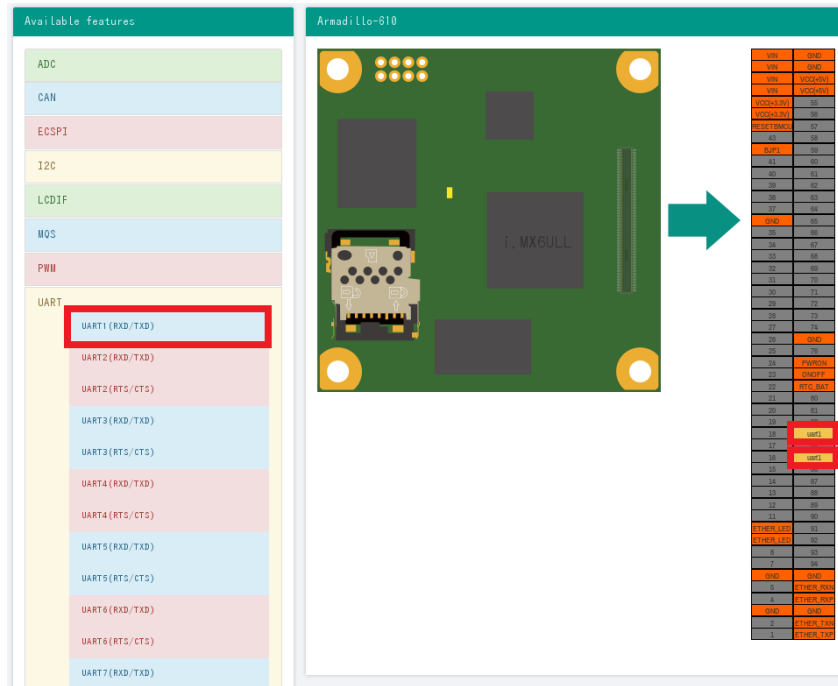 Available features
ADC
CAN
ECSPI
I2C
LCDIF
MQS
PWM
UART
UART1(RXD/TXD)
UART2(RXD/TXD)
UART2(RTS/CTS)
UART3(RXD/TXD)
UART3(RTS/CTS)
UART4(RXD/TXD)
UART4(RTS/CTS)
UART5(RXD/TXD)
UART5(RTS/CTS)
UART6(RXD/TXD)
UART6(RTS/CTS)
UART7(RXD/TXD)
Armadillo-610
i.MX6ULL
VIN GND
VIN GND
VIN VCC(+5V)
VIN VCC(+5V)
VCC(+3.3V) 55
VCC(+3.3V) 56
RESETBMCU 57
43 58
BJP1 59
41 60
40 61
39 62
38 63
37 64
GND 65
35 66
34 67
33 68
32 69
31 70
30 71
29 72
28 73
27 74
26 GND
25 76
24 PWRON
23 ONOFF
22 RTC_BAT
21 80
20 81
19
18 uart1
17
16 uart1
15
14 87
13 88
12 89
11 90
ETHER_LED 91
ETHER_LED 92
8 93
7 94
GND GND
5 ETHER_RXN
4 ETHER_RXP
GND GND
2 ETHER_TXN
1 ETHER_TXP